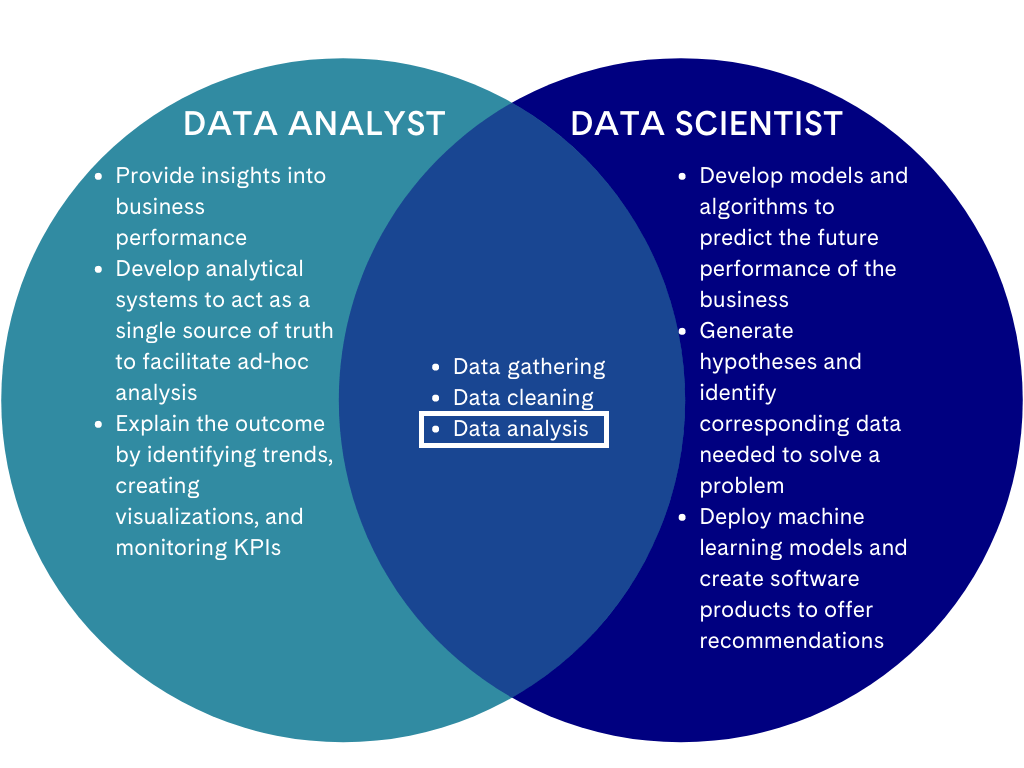 DATA ANALYST
• Provide insights into
business
performance
• Develop analytical
systems to act as a
single source of truth
to facilitate ad-hoc
analysis
• Explain the outcome
by identifying trends,
creating
visualizations, and
monitoring KPIs
• Data gathering
• Data cleaning
• Data analysis
DATA SCIENTIST
• Develop models and
algorithms to
predict the future
performance of the
business
• Generate
hypotheses and
identify
corresponding data
needed to solve a
problem
• Deploy machine
learning models and
create software
products to offer
recommendations